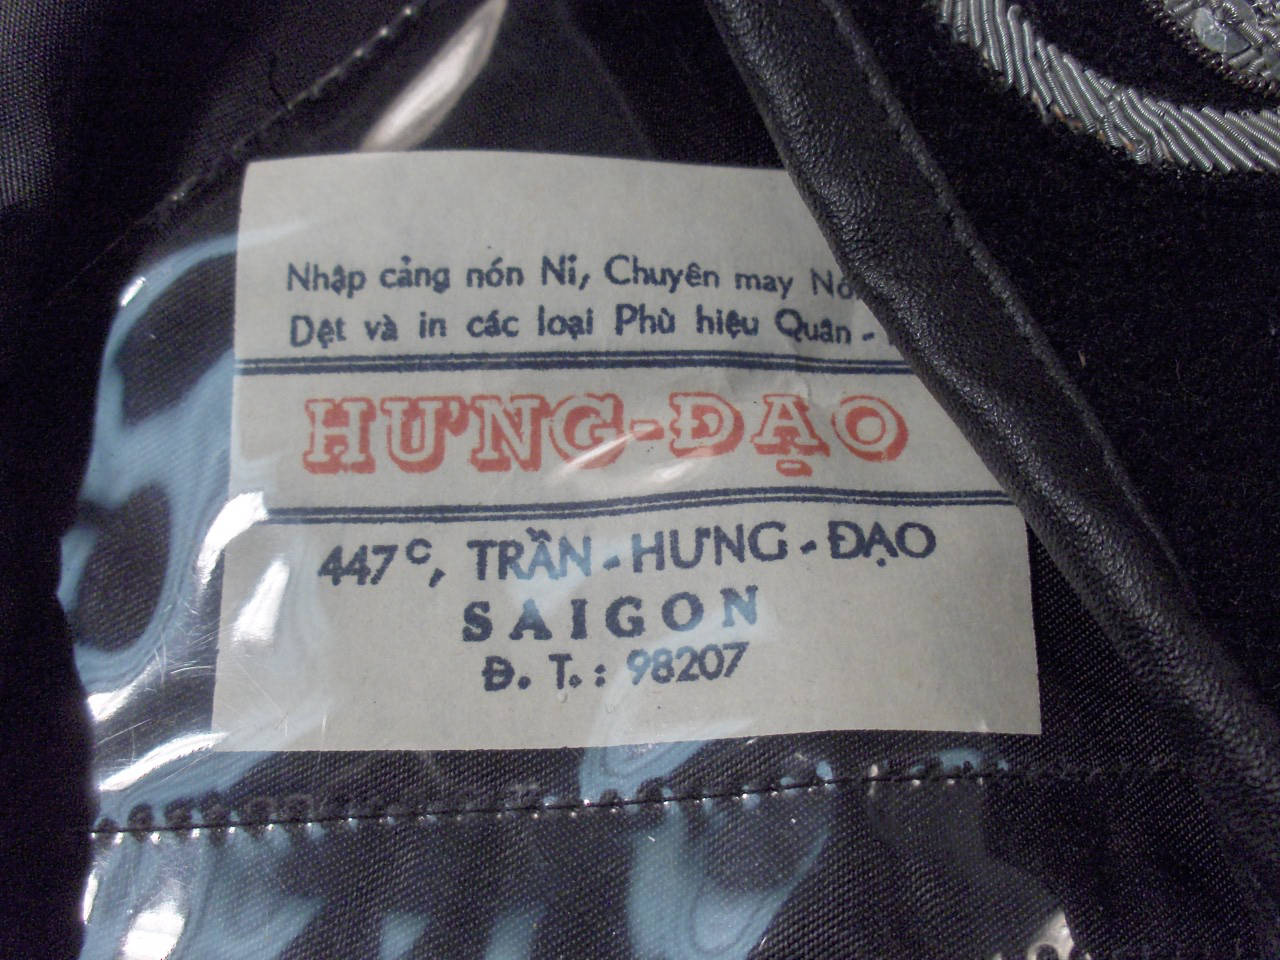 Nhập cảng nón Nỉ, Chuyên may
Dệt và in các loại Phù hiệu Quân -
HƯNG-ĐẠO
447c, TRẦN-HƯNG-ĐẠO
SAIGON
Đ. T.: 98207